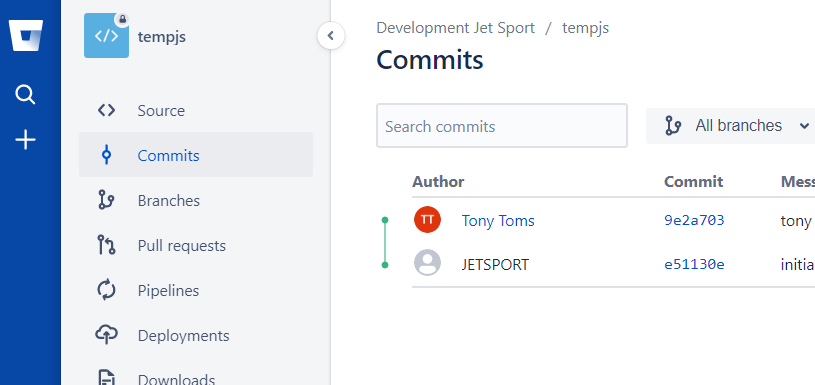 tempjs
Source
Commits
Branches
Pull requests
Pipelines
Deployments
Downloads
Development Jet Sport / tempjs
Commits
Search commits
All branches
Author Commit Mess
TT Tony Toms 9e2a703 tony
JETSPORT e51130e initia